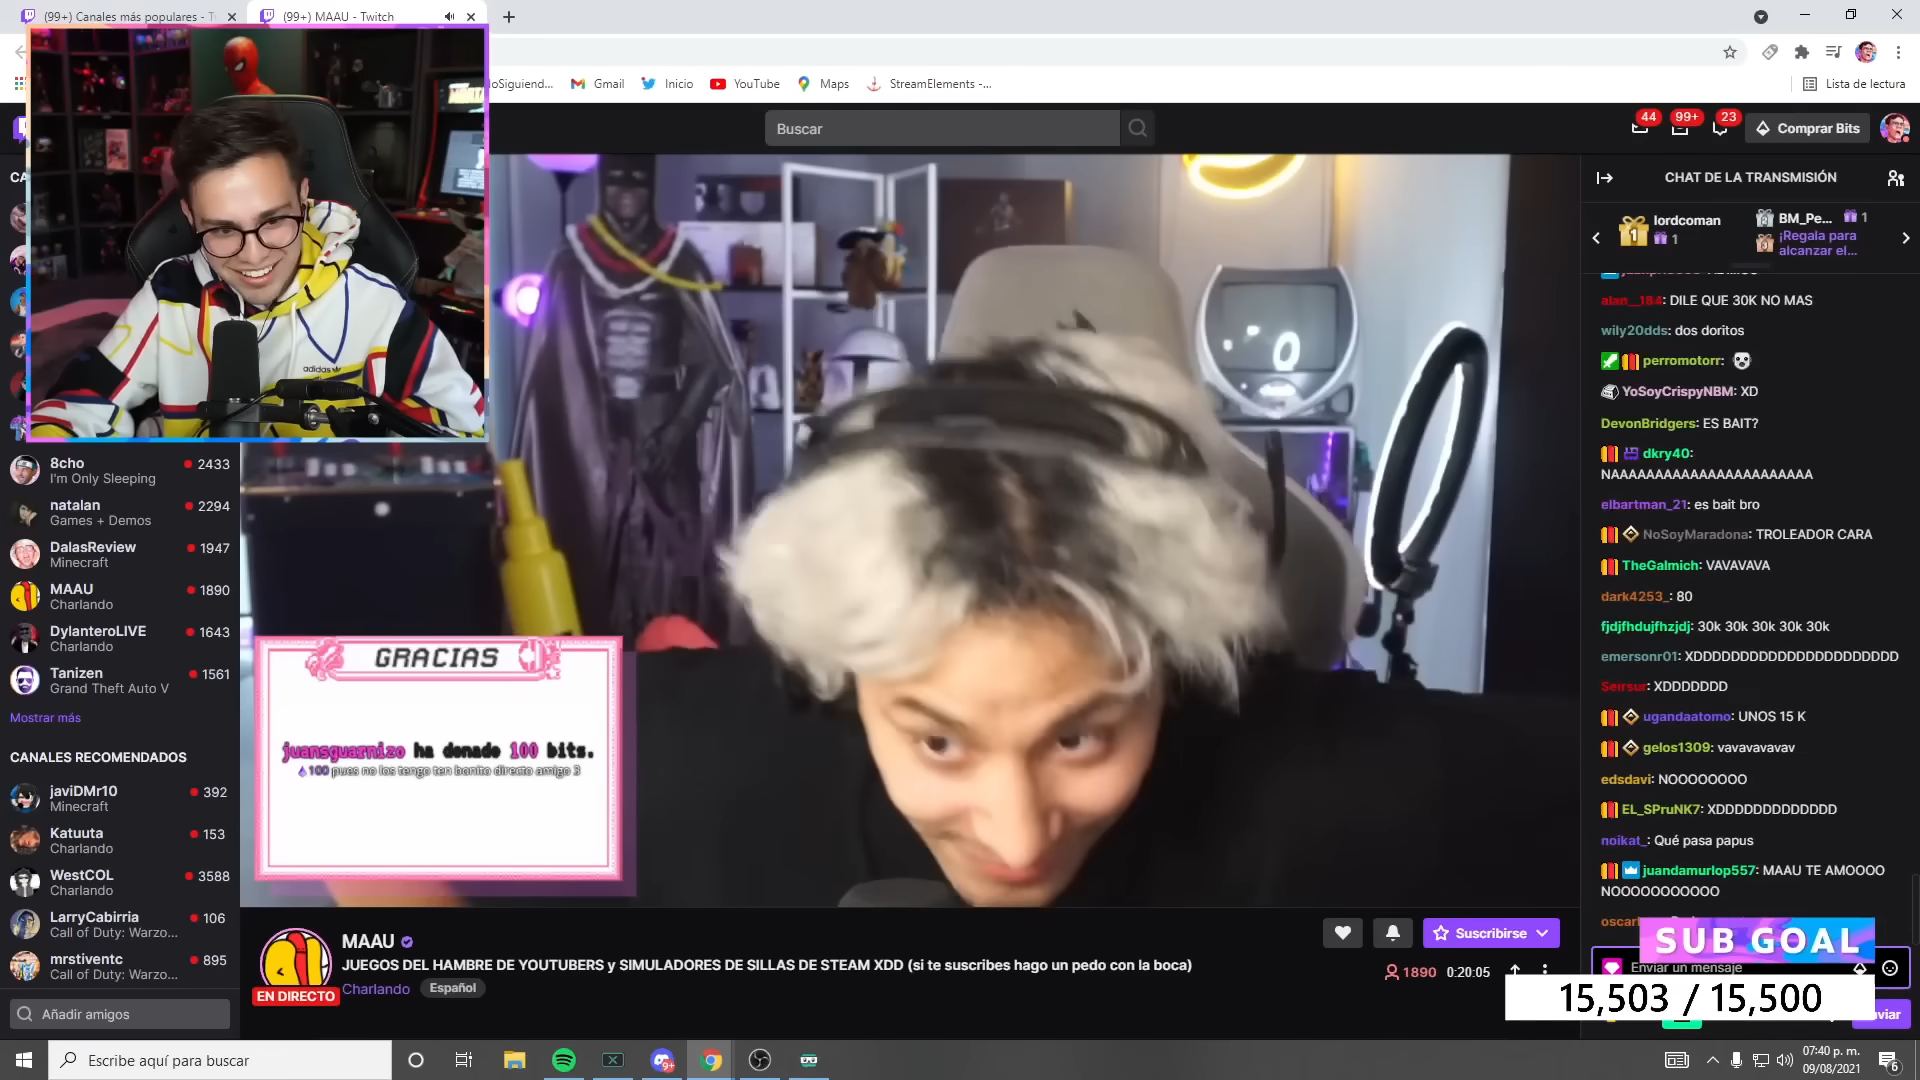 (99+) Canales más populares - T
(99+) MAAU - Twitch
Gmail
Inicio
YouTube
Maps
StreamElements -...
Lista de lectura
Buscar
44
99+
23
Comprar Bits
adidas
CHAT DE LA TRANSMISIÓN
1
lordcoman
1
BM_Pe...
1
¡Regala para
alcanzar el...
alan__184: DILE QUE 30K NO MAS
wily20dds: dos doritos
perromotorr:
YoSoyCrispyNBM: XD
DevonBridgers: ES BAIT?
dkry40:
NAAAAAAAAAAAAAAAAAAAAAAA
elbartman_21: es bait bro
NoSoyMaradona: TROLEADOR CARA
TheGalmich: VAVAVAVA
dark4253_: 80
fjdjfhdujfhzjdj: 30k 30k 30k 30k 30k
emersonr01: XDDDDDDDDDDDDDDDDDDDDDD
Seirsur: XDDDDDDD
ugandaatomo: UNOS 15 K
gelos1309: vavavavavav
edsdavi: NOOOOOOOO
EL_SPruNK7: XDDDDDDDDDDDDD
noikat_: Qué pasa papus
juandamurlop557: MAAU TE AMOOOO
NOOOOOOOOOOO
SUB GOAL
Enviar un mensaje
15,503 / 15,500
8cho
2433
I'm Only Sleeping
natalan
2294
Games + Demos
DalasReview
1947
Minecraft
MAAU
1890
Charlando
DylanteroLIVE
1643
Charlando
Tanizen
1561
Grand Theft Auto V
Mostrar más
CANALES RECOMENDADOS
javiDMr10
392
Minecraft
Katuuta
153
Charlando
WestCOL
3588
Charlando
LarryCabirria
106
Call of Duty: Warzo...
mrstiventc
895
Call of Duty: Warzo...
Añadir amigos
GRACIAS
juansguarnizo ha donado 100 bits.
100 pues no los tengo ten bonito directo amigo 3
MAAU
JUEGOS DEL HAMBRE DE YOUTUBERS y SIMULADORES DE SILLAS DE STEAM XDD (si te suscribes hago un pedo con la boca)
EN DIRECTO
Charlando
Español
Suscribirse
1890
0:20:05
Escribe aquí para buscar
9+
07:40 p. m.
09/08/2021
6